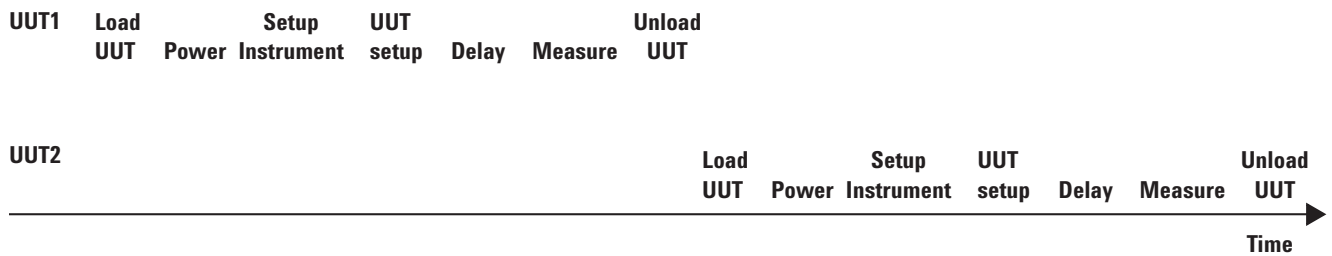 UUT1 Load Setup UUT Unload
UUT Power Instrument setup Delay Measure UUT
UUT2 Load Setup UUT Unload
UUT Power Instrument setup Delay Measure UUT
Time